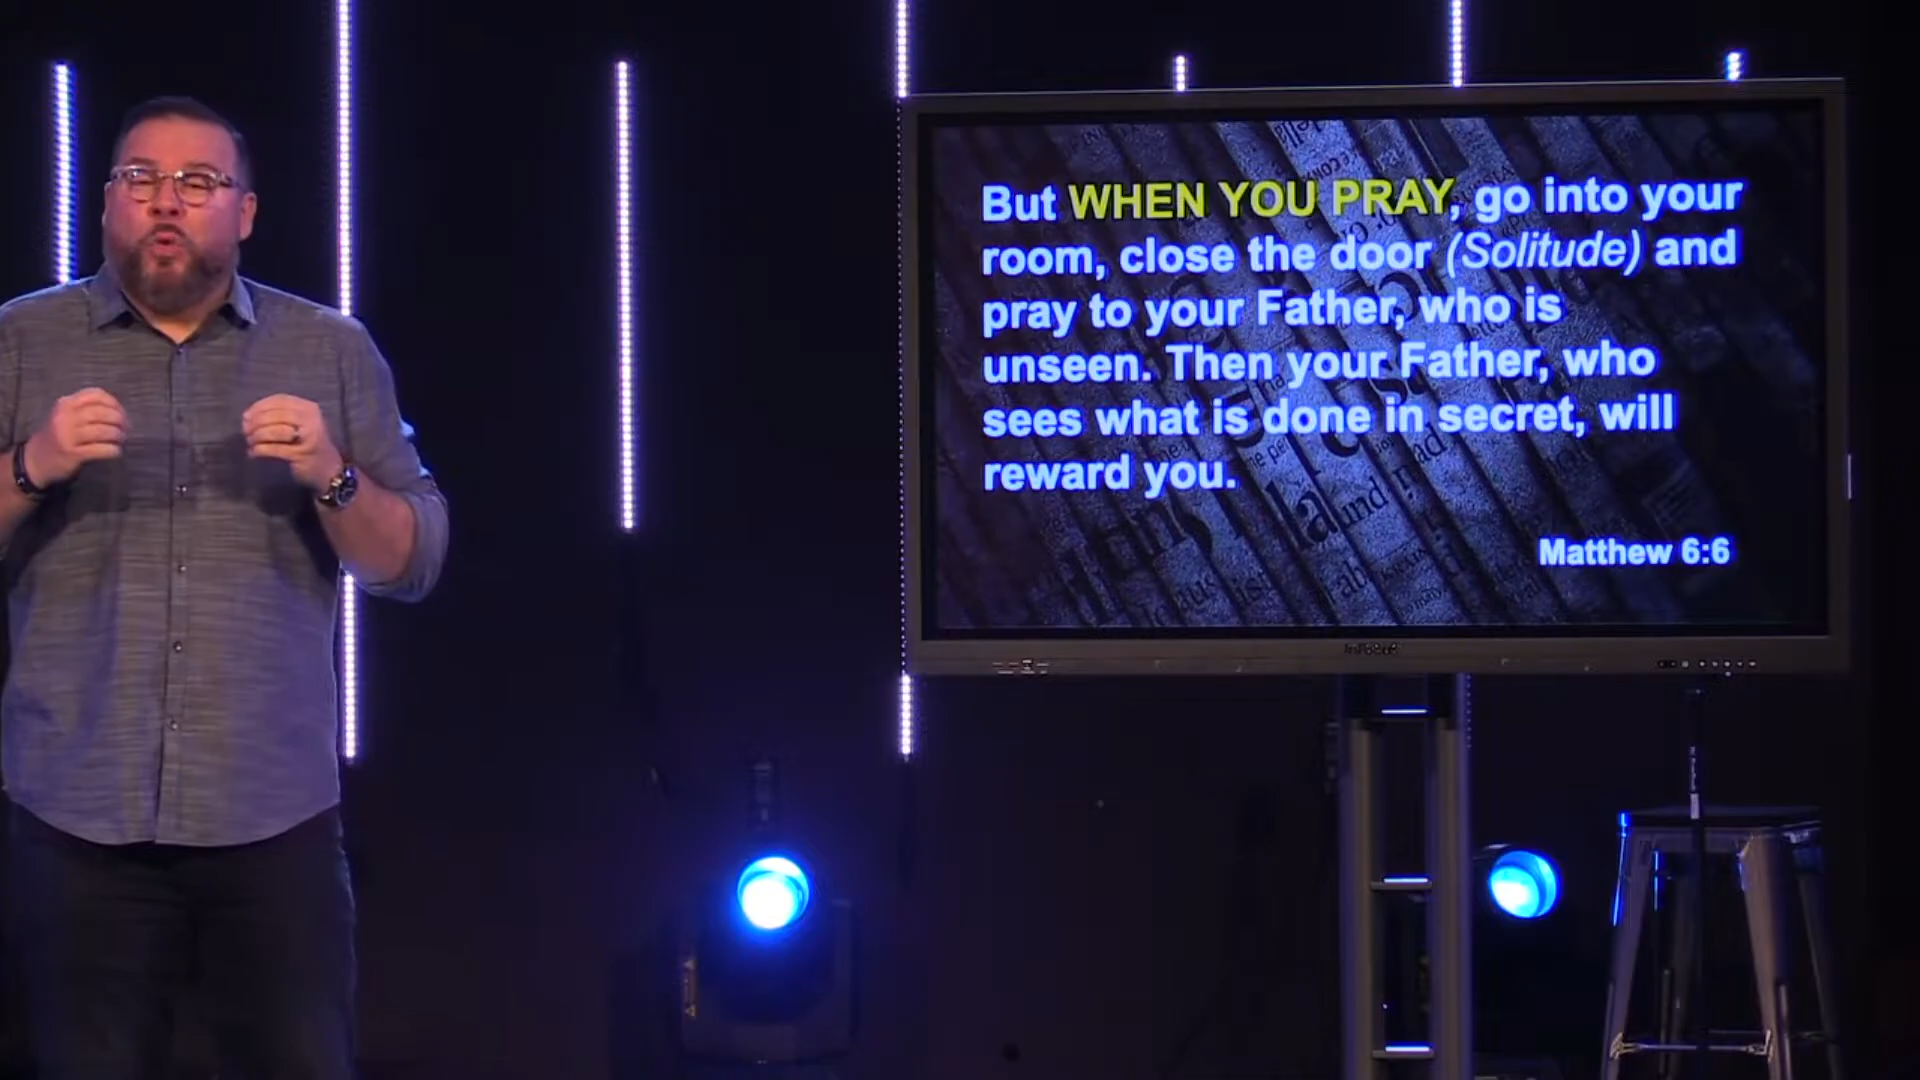 But WHEN YOU PRAY, go into your
room, close the door (Solitude) and
pray to your Father, who is
unseen. Then your Father, who
sees what is done in secret, will
reward you.
Matthew 6:6
InFocus